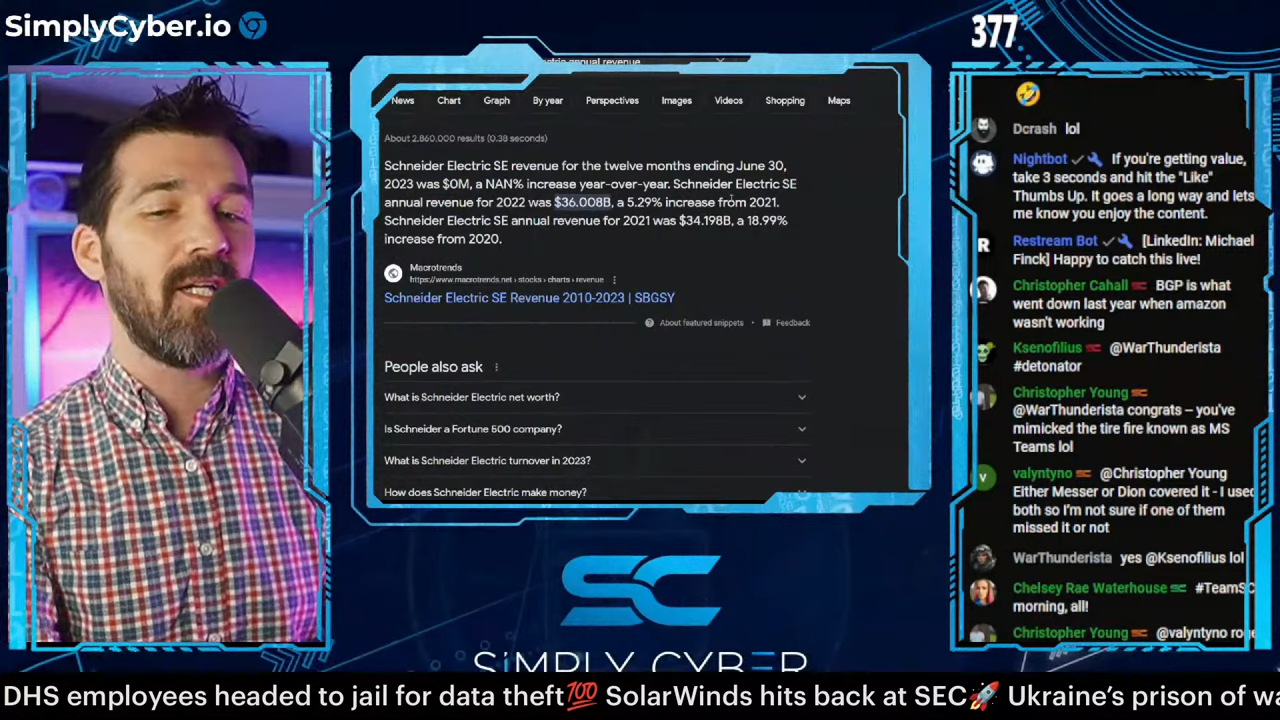 SimplyCyber.io
377
electric annual revenue
News Chart Graph By year Perspectives Images Videos Shopping Maps
About 2,860,000 results (0.38 seconds)
Schneider Electric SE revenue for the twelve months ending June 30,
2023 was $0M, a NAN% increase year-over-year. Schneider Electric SE
annual revenue for 2022 was $36.008B, a 5.29% increase from 2021.
Schneider Electric SE annual revenue for 2021 was $34.198B, a 18.99%
increase from 2020.
Macrotrends
https://www.macrotrends.net › stocks › charts › revenue
Schneider Electric SE Revenue 2010-2023 | SBGSY
About featured snippets • Feedback
People also ask
What is Schneider Electric net worth?
Is Schneider a Fortune 500 company?
What is Schneider Electric turnover in 2023?
How does Schneider Electric make money?
Dcrash lol
Nightbot If you're getting value,
take 3 seconds and hit the "Like"
Thumbs Up. It goes a long way and lets
me know you enjoy the content.
R
Restream Bot [LinkedIn: Michael
Finck] Happy to catch this live!
Christopher Cahall BGP is what
went down last year when amazon
wasn't working
Ksenofilius @WarThunderista
#detonator
Christopher Young
@WarThunderista congrats – you've
mimicked the tire fire known as MS
Teams lol
v
valyntyno @Christopher Young
Either Messer or Dion covered it - I used
both so I'm not sure if one of them
missed it or not
WarThunderista yes @Ksenofilius lol
Chelsey Rae Waterhouse #TeamSC
morning, all!
Christopher Young @valyntyno
SC
SIMPLY CYBER
DHS employees headed to jail for data theft💯 SolarWinds hits back at SEC🚀 Ukraine's prison of